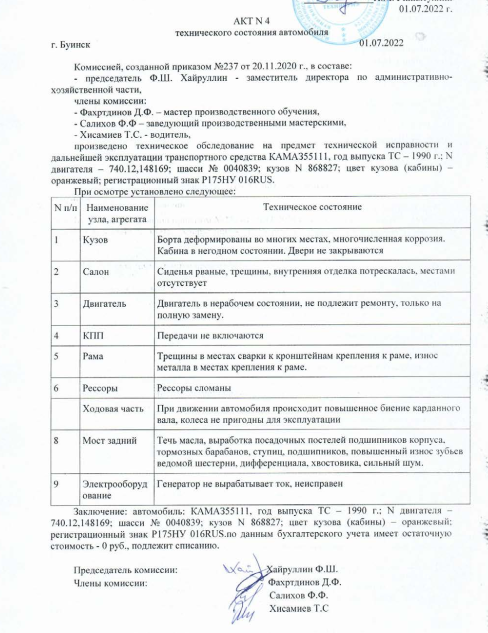 01.07.2022 г.
АКТ N 4
технического состояния автомобиля
г. Буинск 01.07.2022
Комиссией, созданной приказом №237 от 20.11.2020 г., в составе:
- председатель Ф.Ш. Хайруллин - заместитель директора по административно-
хозяйственной части,
члены комиссии:
- Фахртдинов Д.Ф. – мастер производственного обучения,
- Салихов Ф.Ф – заведующий производственными мастерскими,
- Хисамиев Т.С. - водитель,
произведено техническое обследование на предмет технической исправности и
дальнейшей эксплуатации транспортного средства КАМАЗ55111, год выпуска ТС – 1990 г.; N
двигателя – 740.12,148169; шасси № 0040839; кузов N 868827; цвет кузова (кабины) –
оранжевый; регистрационный знак Р175НУ 016RUS.
При осмотре установлено следующее:
N п/п Наименование узла, агрегата Техническое состояние
1 Кузов Борта деформированы во многих местах, многочисленная коррозия.
Кабина в негодном состоянии. Двери не закрываются
2 Салон Сиденья рваные, трещины, внутренняя отделка потрескалась, местами
отсутствует
3 Двигатель Двигатель в нерабочем состоянии, не подлежит ремонту, только на
полную замену.
4 КПП Передачи не включаются
5 Рама Трещины в местах сварки к кронштейнам крепления к раме, износ
металла в местах крепления к раме.
6 Рессоры Рессоры сломаны
Ходовая часть При движении автомобиля происходит повышенное биение карданного
вала, колеса не пригодны для эксплуатации
8 Мост задний Течь масла, выработка посадочных постелей подшипников корпуса,
тормозных барабанов, ступиц, подшипников, повышенный износ зубьев
ведомой шестерни, дифференциала, хвостовика, сильный шум.
9 Электрооборуд
ование Генератор не вырабатывает ток, неисправен
Заключение: автомобиль: КАМАЗ55111, год выпуска ТС – 1990 г.; N двигателя –
740.12,148169; шасси № 0040839; кузов N 868827; цвет кузова (кабины) – оранжевый;
регистрационный знак Р175НУ 016RUS.по данным бухгалтерского учета имеет остаточную
стоимость - 0 руб., подлежит списанию.
Председатель комиссии: Хайруллин Ф.Ш.
Члены комиссии: Фахртдинов Д.Ф.
Салихов Ф.Ф.
Хисамиев Т.С